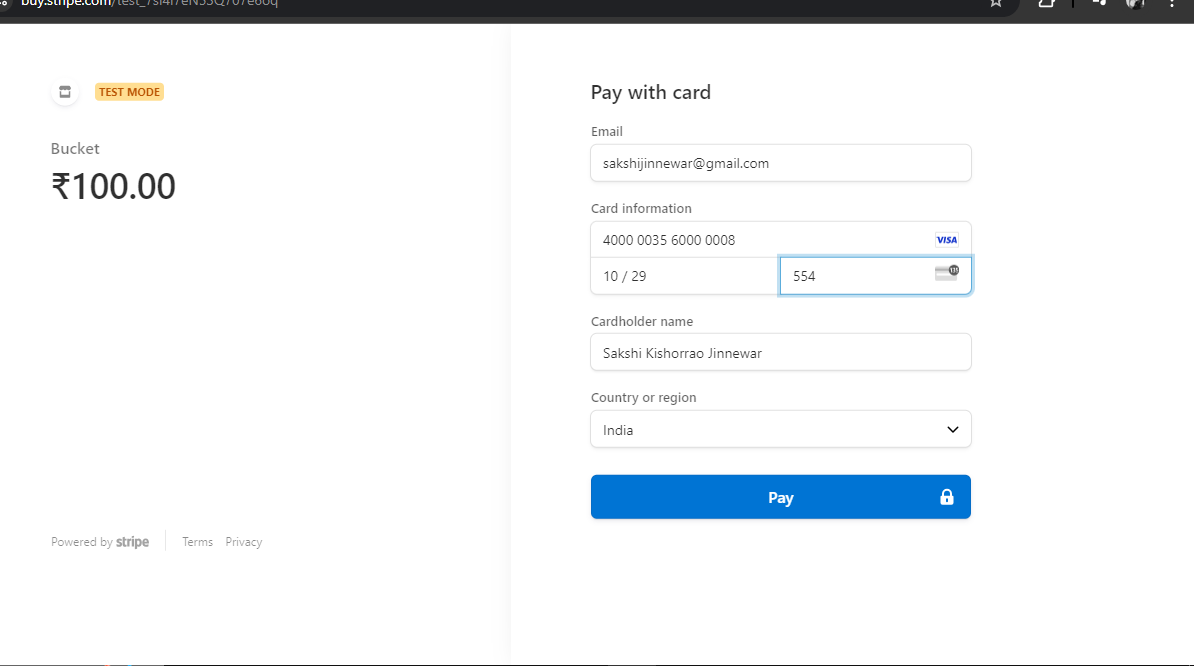 buy.stripe.com
TEST MODE
Bucket
₹100.00
Powered by stripe
Terms Privacy
Pay with card
Email
sakshijinnewar@gmail.com
Card information
4000 0035 6000 0008
VISA
10 / 29
554
Cardholder name
Sakshi Kishorrao Jinnewar
Country or region
India
Pay